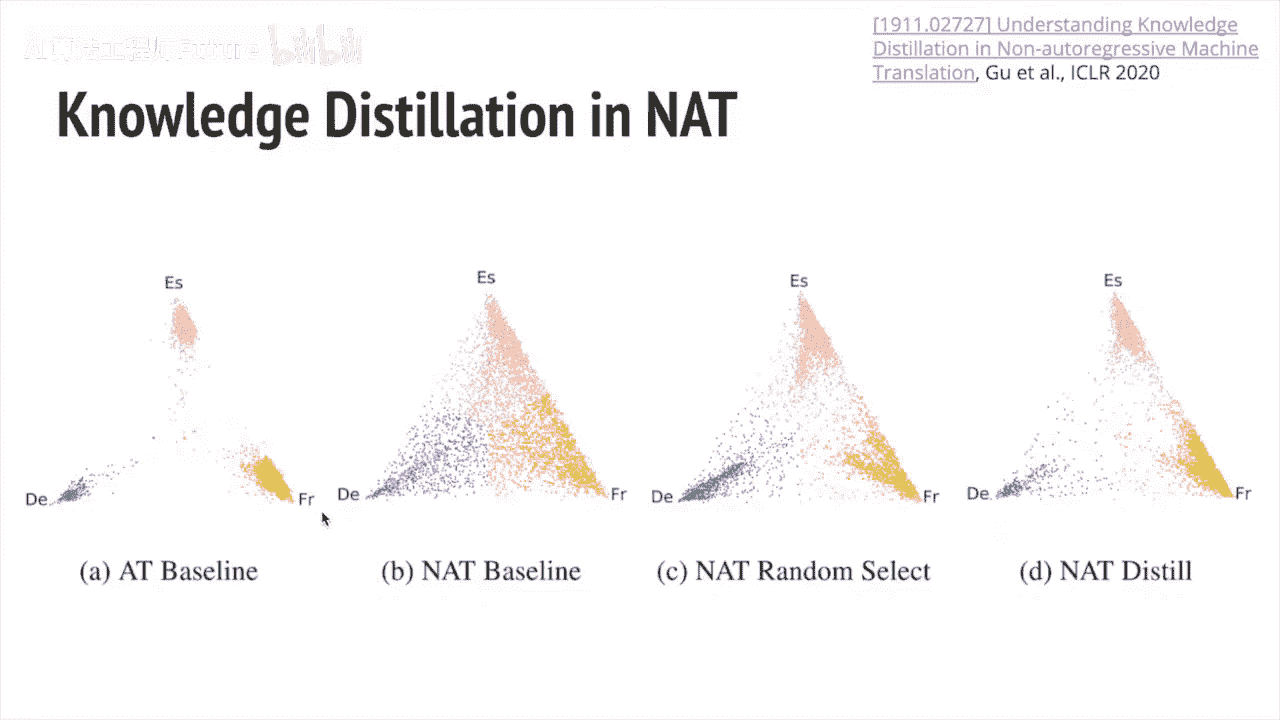 [1911.02727] Understanding Knowledge
Distillation in Non-autoregressive Machine
Translation, Gu et al., ICLR 2020
Knowledge Distillation in NAT
Es
Es
Es
Es
De
Fr
De
Fr
De
Fr
De
Fr
(a) AT Baseline
(b) NAT Baseline
(c) NAT Random Select
(d) NAT Distill